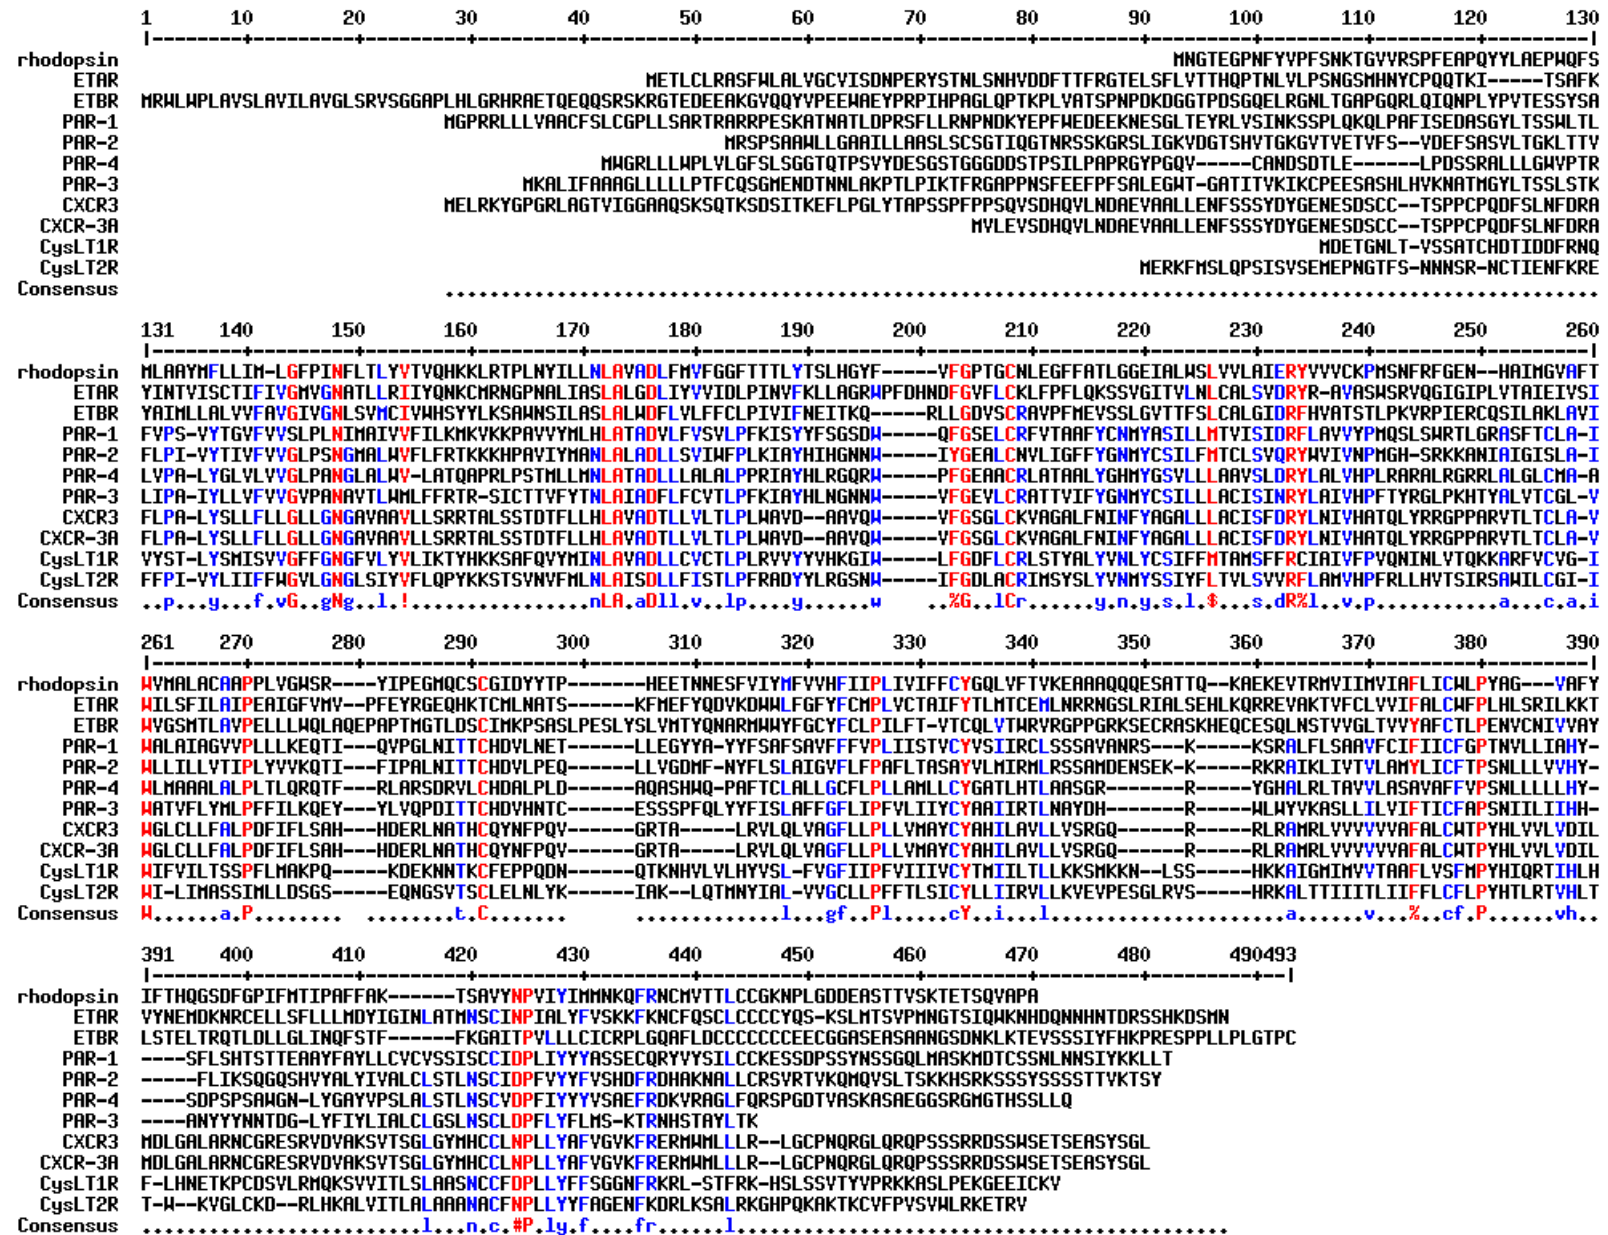 1 10 20 30 40 50 60 70 80 90 100 110 120 130
|--------+---------+---------+---------+---------+---------+---------+---------+---------+---------+---------+---------+---------|
rhodopsin MNGTEGPNFYVPFSNKTGVVRSPFEAPQYYLAEPWQFS
ETAR METLCLRASFWLALVGCVISDNPERYSTNLSNHVDDFTTFRGTELSFLVTTHQPTNLVLPSNGSMHNYCPQQTKI-----TSAFK
ETBR MRWLWPLAVSLAVILAVGLSRVSGGAPLHLGRHRAETQEQQSRSKRGTEDEEAKGVQQYVPEEWAEYPRPIHPAGLQPTKPLVATSPNPDKDGGTPDSGQELRGNLTGAPGQRLQIQNPLYPVTESSYSA
PAR-1 MGPRRLLLVAACFSLCGPLLSARTRARRPESKATNATLDPRSFLLRNPNDKYEPFWEDEEKNESGLTEYRLVSINKSSPLQKQLPAFISEDASGYLTSSWLTL
PAR-2 MRSPSAAWLLGAAILLAASLSCSGTIQGTNRSSKGRSLIGKVDGTSHVTGKGVTVETVFS--VDEFSASVLTGKLTTV
PAR-4 MWGRLLLWPLVLGFSLSGGTQTPSVYDESGSTGGGDDSTPSILPAPRGYPGQV-----CANDSDTLE------LPDSSRALLLGWVPTR
PAR-3 MKALIFAAAGLLLLLPTFCQSGMENDTNNLAKPTLPIKTFRGAPPNSFEEFPFSALEGWT-GATITVKIKCPEESASHLHVKNATMGYLTSSLSTK
CXCR3 MELRKYGPGRLAGTVIGGAAQSKSQTKSDSITKEFLPGLYTAPSSPFPPSQVSDHQVLNDAEVAALLENFSSSYDYGENESDSCC--TSPPCPQDFSLNFDRA
CXCR-3A MVLEVSDHQVLNDAEVAALLENFSSSYDYGENESDSCC--TSPPCPQDFSLNFDRA
CysLT1R MDETGNLT-VSSATCHDTIDDFRNQ
CysLT2R MERKFMSLQPSISVSEMEPNGTFS-NNNSR-NCTIENFKRE
Consensus .......................................................................................................
131 140 150 160 170 180 190 200 210 220 230 240 250 260
|--------+---------+---------+---------+---------+---------+---------+---------+---------+---------+---------+---------+---------|
rhodopsin MLAAYMFLLIM-LGFPINFLTLYVTVQHKKLRTPLNYILLNLAVADLFMVFGGFTTTLYTSLHGYF-----VFGPTGCNLEGFFATLGGEIALWSLVVLAIERYVVVCKPMSNFRFGEN--HAIMGVAFT
ETAR YINTVISCTIFIVGMVGNATLLRIIYQNKCMRNGPNALIASLALGDLIYVVIDLPINVFKLLAGRWPFDHNDFGVFLCKLFPFLQKSSVGITVLNLCALSVDRYR-AVASWSRVQGIGIPLVTAIEIVSI
ETBR YAIMLLALVVFAVGIVGNLSVMCIVWHSYYLKSAWNSILASLALWDFLVLFFCLPIVIFNEITKQ-----RLLGDVSCRAVPFMEVSSLGVTTFSLCALGIDRFHVATSTLPKVRPIERCQSILAKLAVI
PAR-1 FVPS-VYTGVFVVSLPLNIMAIVVFILKMKVKKPAVVYMLHLATADVLFVSVLPFKISYYFSGSDW-----QFGSELCRFVTAAFYCNMYASILLMTVISIDRFLAVVYPMQSLSWRTLGRASFTCLA-I
PAR-2 FLPI-VYTIVFVVGLPSNGMALWVFLFRTKKKHPAVIYMANLALADLLSVIWFPLKIAYHIHGNNW-----IYGEALCNVLIGFFYGNMYCSILFMTCLSVQRYWVIVNPMGH-SRKKANIAIGISLA-I
PAR-4 LVPA-LYGLVLVVGLPANGLALWV-LATQAPRLPSTMLLMNLATADLLLALALPPRIAYHLRGQRW-----PFGEAACRLATAALYGHMYGSVLLLAAVSLDRYLALVHPLRARALRGRRLALGLCMA-A
PAR-3 LIPA-IYLLVFVVGVPANAVTLWMLFFRTR-SICTTVFYTNLAIADFLFCVTLPFKIAYHLNGNNW-----VFGEVLCRATTVIFYGNMYCSILLLACISINRYLAIVHPFTYRGLPKHTYALVTCGL-V
CXCR3 FLPA-LYSLLFLLGLLGNGAVAAVLLSRRTALSSTDTFLLHLAVADTLLVLTLPLWAVD--AAVQW-----VFGSGLCKVAGALFNINFYAGALLLACISFDRYLNIVHATQLYRRGPPARVTLTCLA-V
CXCR-3A FLPA-LYSLLFLLGLLGNGAVAAVLLSRRTALSSTDTFLLHLAVADTLLVLTLPLWAVD--AAVQW-----VFGSGLCKVAGALFNINFYAGALLLACISFDRYLNIVHATQLYRRGPPARVTLTCLA-V
CysLT1R VYST-LYSMISVVGFFGNGFVLYVLIKTYHKKSAFQVYMINLAVADLLCVCTLPLRVVYYVHKGIW-----LFGDFLCRLSTYALYVNLYCSIFFMTAMSFFRCIAIVFPVQNINLVTQKKARFVCVG-I
CysLT2R FFPI-VYLIIFFWGVLGNGLSIYVFLQPYKKSTSVNVFMLNLAISDLLFISTLPFRADYYLRGSNW-----IFGDLACRIMSYSLYVNMYSSIYFLTVLSVVRFLAMVHPFRLLHVTSIRSAWILCGI-I
Consensus ..p...y...f.vG..gNg..l.!................nLA.aDll.v..lp....y......w......%G..lCr.......y.n.y.s.l.$...s.dR%l..v.p...........a...c.a.i
261 270 280 290 300 310 320 330 340 350 360 370 380 390
|--------+---------+---------+---------+---------+---------+---------+---------+---------+---------+---------+---------+---------|
rhodopsin WVMALACAAPPLVGWSR----YIPEGMQCSCGIDYYTP-------HEETNNESFVIYMFVVHFIIPLIVIFFCYGQLVFTVKEAAAQQQESATTQ--KAEKEVTRMVIIMVIAFLICWLPYAG---VAFY
ETAR WILSFILAIPEAIGFVMV--PFEYRGEQHKTCMLNATS-------KFMEFYQDVKDWWLFGFYFCMPLVCTAIFYTLMTCEMLNRRNGSLRIALSEHLKQRREVAKTVFCLVVIFALCWFPLHLSRILKKT
ETBR WVGSMTLAVPELLLWQLAQEPAPTMGTLDSCIMKPSASLPESLYSLVMTYQNARMWWYFGCYFCLPILFT-VTCQLVTWRVRGPPGRKSECRASKHEQCESQLNSTVVGLTVVYAFCTLPENVCNIVVAY
PAR-1 WALAIAGVVPLLLKEQTI---QVPGLNITTCHDVLNET-------LLEGYYA-YYFSAFSAVFFFVPLIISTVCYVSIIRCLSSSAVANRS---K-----KSRALFLSAAVFCIFIICFGPTNVLLIAHY-
PAR-2 WLLILLVTIPLYVVKQTI---FIPALNITTCHDVLPEQ-------LLVGDMF-NYFLSLAIGVFLFPAFLTASAYVLMIRMLRSSAMDENSEK-K-----RKRAIKLIVTVLAMYLICFTPSNLLLVVHY-
PAR-4 WLMAAALALPLTLQRQTF---RLARSDRVLCHDALPLD-------AQASHWQ-PAFTCLALLGCFLPLLAMLLCYGATLHTLAASGR-------R-----YGHALRLTAVVLASAVAFFVPSNLLLLLHY-
PAR-3 WATVFLYMLPFFILKQEY---YLVQPDITTCHDVHNTC-------ESSSPFQLYYFISLAFFGFLIPFVLIIYCYAAIIRTLNAYDH-------R-----WLWYVKASLLILVIFTICFAPSNIILIIHH-
CXCR3 WGLCLLFALPDFIFLSAH---HDERLNATHCQYNFPQV-------GRTA-----LRVLQLVAGFLLPLLVMAYCYAHILAVLLVSRGQ------R-----RLRAMRLVVVVVVAFALCWTPYHLVVLVDIL
CXCR-3A WGLCLLFALPDFIFLSAH---HDERLNATHCQYNFPQV-------GRTA-----LRVLQLVAGFLLPLLVMAYCYAHILAVLLVSRGQ------R-----RLRAMRLVVVVVVAFALCWTPYHLVVLVDIL
CysLT1R WIFVILTSSPFLMAKPQ----KDEKNNTKCFEPPQDN--------QTKNHVLVLHYVSL-FVGFIIPFVIIIVCYTMIILTLLKKSMKKN--LSS-----HKKAIGMIMVVTAAFLVSFMPYHIQRTIHLH
CysLT2R WI-LIMASSIMLLDSGS----EQNGSVTSCLELNLYK-------IAK--LQTMNYIAL-VVGCLLPFFTLSICYLLIIRVLLKVEVPESGLRVS-----HRKALTTIIITLIIFFLCFLPYHTLRTVHLT
Consensus W......a.P........ ........t.C....... .............l...gf..Pl......cY..i...l.....................a......v...%..cf.P......vh..
391 400 410 420 430 440 450 460 470 480 490493
|--------+---------+---------+---------+---------+---------+---------+---------+---------+---------+--|
rhodopsin IFTHQGSDFGPIFMTIPAFFAK------TSAVYNPVIYIMMNKQFRNCMVTTLCCGKNPLGDDEASTTVSKTETSQVAPA
ETAR VYNEMDKNRCELLSFLLLMDYIGINLATMNSCINPIALYFVSKKFKNCFQSCLCCCCYQS-KSLMTSVPMNGTSIQWKNHDQNNHNTDRSSHKDSMN
ETBR LSTELTRQTLDLLGLINQFSTF------FKGAITPVLLLCICRPLGQAFLDCCCCCCCEECGGASEASAANGSDNKLKTEVSSSIYFHKPRESPPLLPLGTPC
PAR-1 ----SFLSHTSTTEAAYFAYLLCVCVSSISCCIDPLIYYYASSECQRYVYSILCCKESSDPSSYNSSGQLMASKMDTCSSNLNNSIYKKLLT
PAR-2 -----FLIKSQGQSHVYALYIVALCLSTLNSCIDPFVYYFVSHDFRDHAKNALLCRSVRTVKQMQVSLTSKKHSRKSSSYSSSSTTVKTSY
PAR-4 ----SDPSPSAWGN-LYGAYVPSLALSTLNSCVDPFIYYYVSAEFRDKVRAGLFQRSPGDTVASKASAEGGSRGMGTHSSLLQ
PAR-3 ----ANYYYNNTDG-LYFIYLIALCLGSLNSCLDPFLYFLMS-KTRNHSTAYLTK
CXCR3 MDLGALARNCGRESRVDVAKSVTSGLGYMHCCLNPLLYAFVGVKFRERMWMLLLR--LGCPNQRGLQRQPSSSRRDSSWSETSEASYSGL
CXCR-3A MDLGALARNCGRESRVDVAKSVTSGLGYMHCCLNPLLYAFVGVKFRERMWMLLLR--LGCPNQRGLQRQPSSSRRDSSWSETSEASYSGL
CysLT1R F-LHNETKPCDSVLRMQKSVVITLSLAASNCCFDPLLYFFSGGNFRKRL-STFRK-HSLSSVTYVPRKKASLPEKGEEICKV
CysLT2R T-W--KVGLCKD--RLHKALVITLALAAANACFNPLLYYFAGENFKDRLKSALRKGHPQKAKTKCVFPVSVWLRKETRV
Consensus .........................l...n.c.#P.ly.f....fr......l............................................